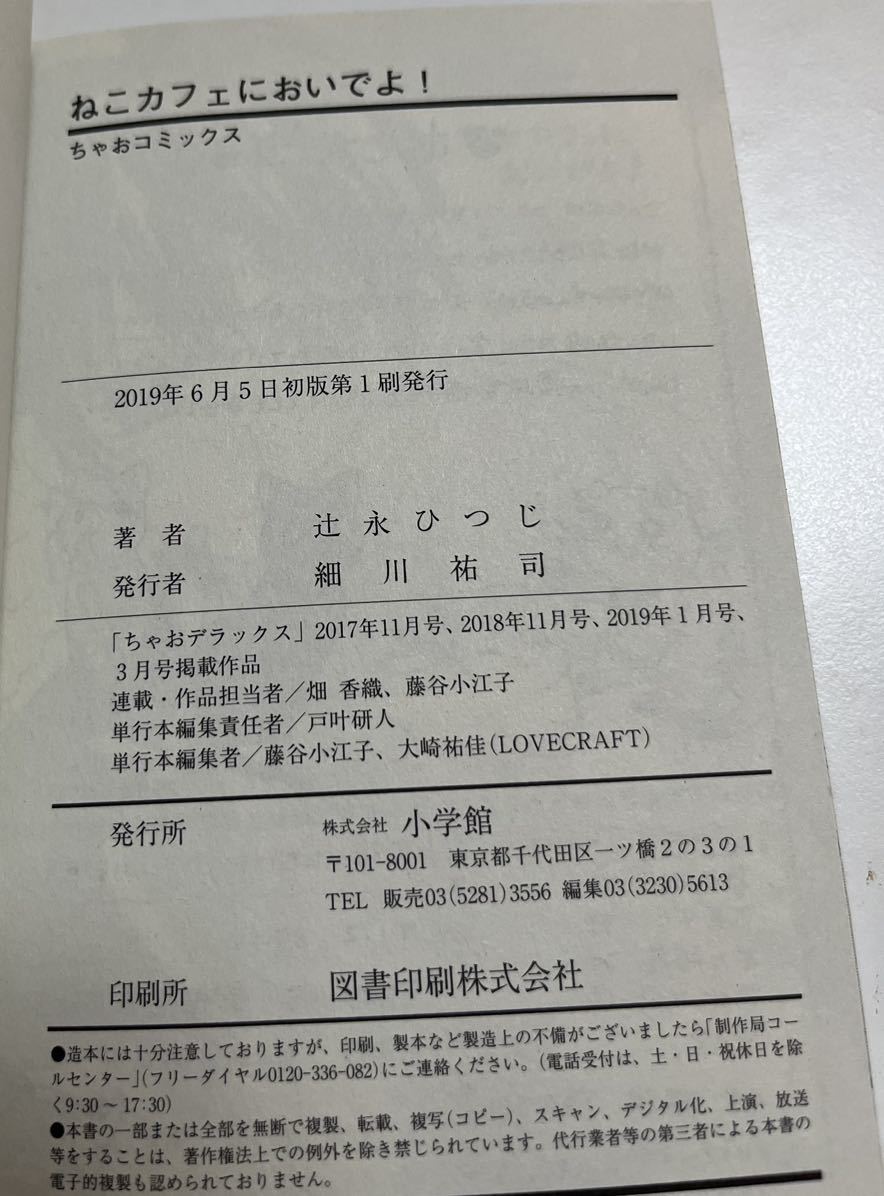 ねこカフェにおいでよ！
ちゃおコミックス
2019年6月5日初版第1刷発行
著　者　　辻永ひつじ
発行者　　細川祐司
「ちゃおデラックス」2017年11月号、2018年11月号、2019年1月号、
3月号掲載作品
連載・作品担当者／畑 香織、藤谷小江子
単行本編集責任者／戸叶研人
単行本編集者／藤谷小江子、大崎祐佳(LOVECRAFT)
発行所　　株式会社 小学館
〒101-8001　東京都千代田区一ツ橋2の3の1
TEL 販売03(5281)3556 編集03(3230)5613
印刷所　　図書印刷株式会社
●造本には十分注意しておりますが、印刷、製本など製造上の不備がございましたら「制作局コー
ルセンター」(フリーダイヤル0120-336-082)にご連絡ください。(電話受付は、土・日・祝休日を除
く9:30～17:30)
●本書の一部または全部を無断で複製、転載、複写(コピー)、スキャン、デジタル化、上演、放送
等をすることは、著作権法上での例外を除き禁じられています。代行業者等の第三者による本書の
電子的複製も認められておりません。